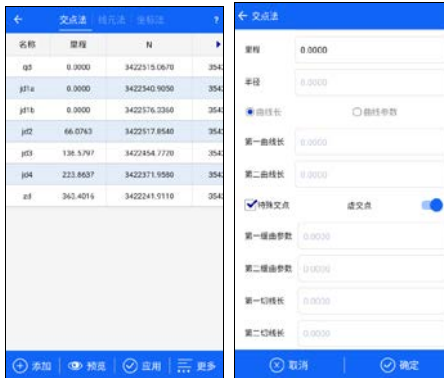 交点法 线元法 坐标法 ?
名称 里程 N
qd 0.0000 3422515.0670 354
jd1a 0.0000 3422540.9050 354
jd1b 0.0000 3422576.3360 354
jd2 66.0763 3422517.8540 354
jd3 136.5797 3422454.7720 354
jd4 223.8637 3422371.9580 354
zd 363.4016 3422241.9110 354
添加 预览 应用 更多
交点法
里程 0.0000
半径 0.0000
曲线长 曲线参数
第一曲线长 0.0000
第二曲线长 0.0000
特殊交点 虚交点
第一缓曲参数 0.0000
第二缓曲参数 0.0000
第一切线长 0.0000
第二切线长 0.0000
取消 确定